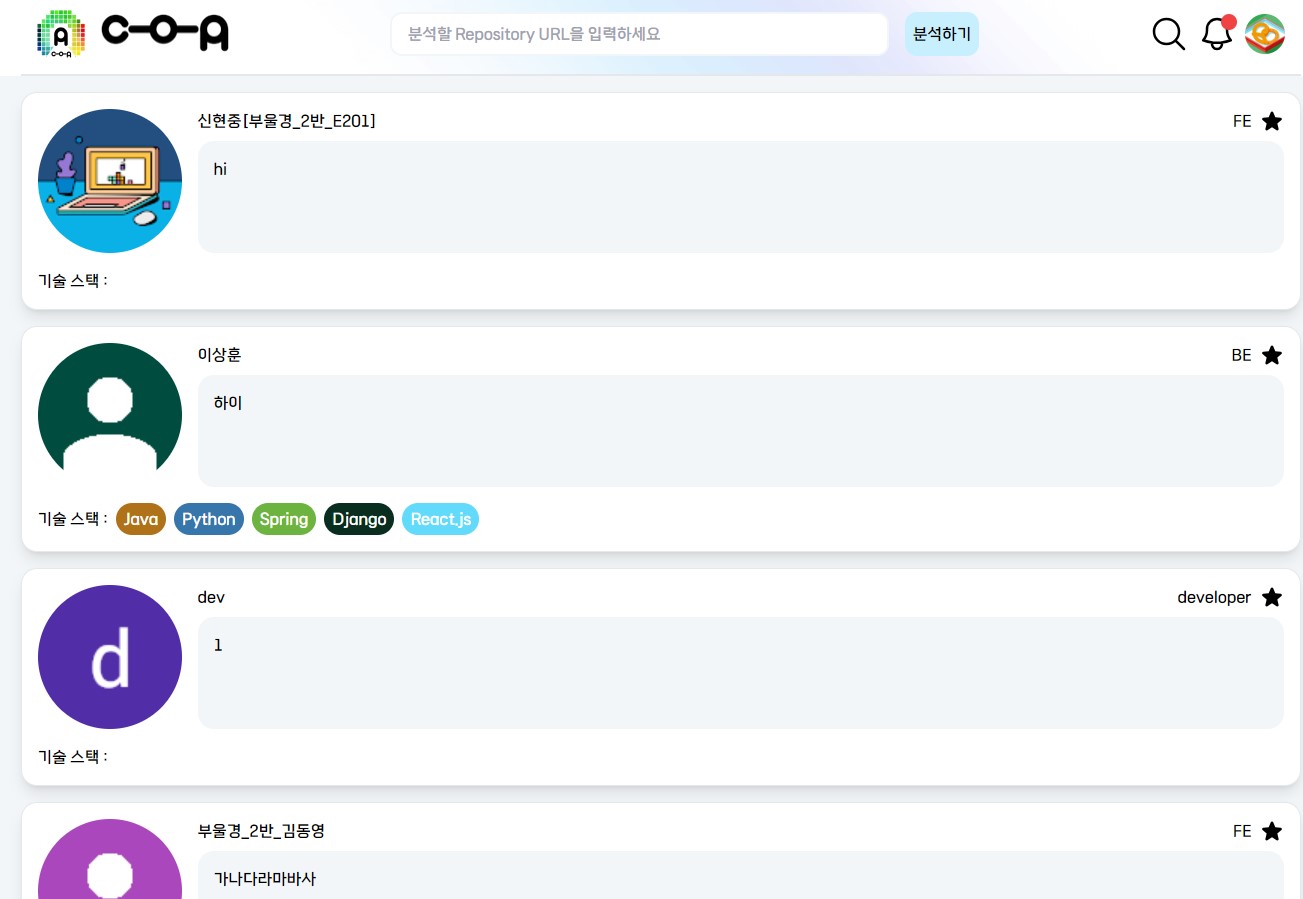 A
C-O-A
C-O-A
분석할 Repository URL을 입력하세요
분석하기
신현중[부울경_2반_E201]
FE
hi
기술 스택 :
이상훈
BE
하이
기술 스택 : Java Python Spring Django React.js
dev
developer
d
1
기술 스택 :
부울경_2반_김동영
FE
가나다라마바사